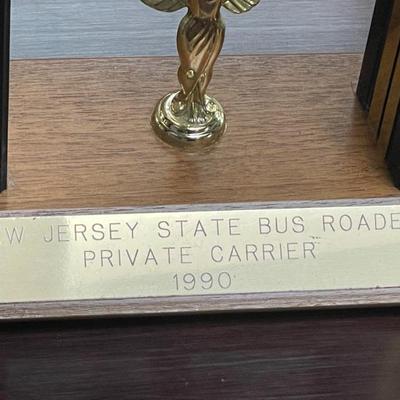 W JERSEY STATE BUS ROADE
PRIVATE CARRIER
1990